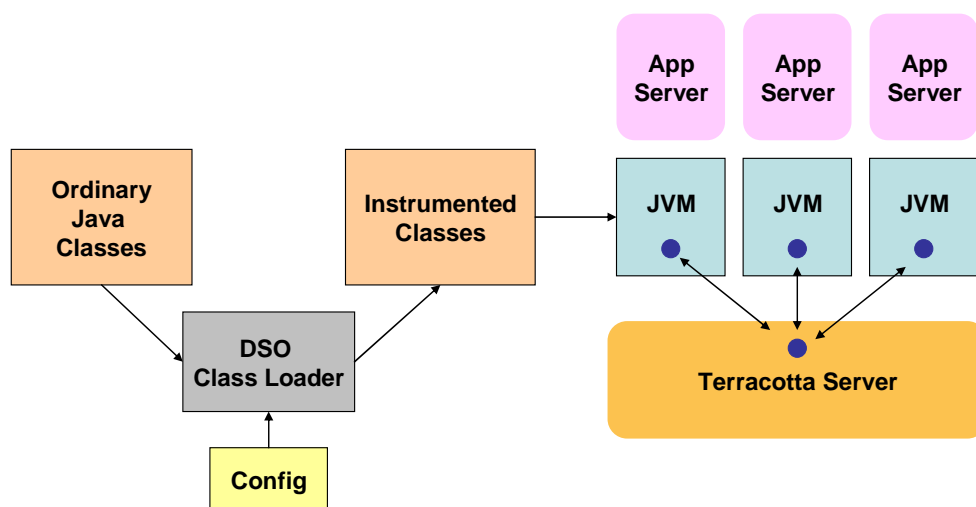 App
Server
App
Server
App
Server
Ordinary
Java
Classes
Instrumented
Classes
JVM
JVM
JVM
DSO
Class Loader
Terracotta Server
Config